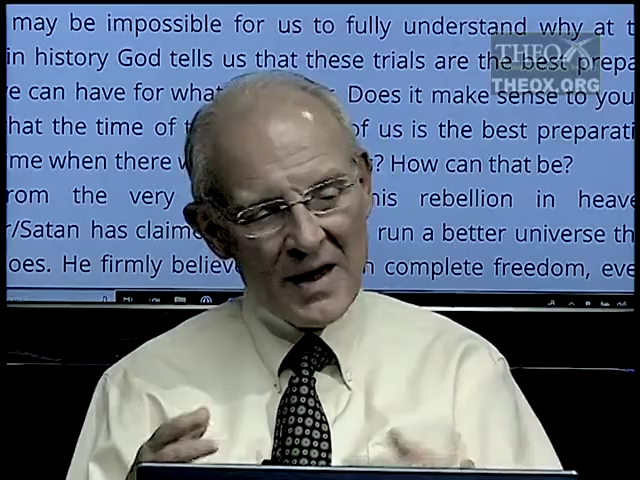 may be impossible for us to fully understand why at t
in history God tells us that these trials are the best prepa
e can have for wha Does it make sense to you
hat the time of of us is the best preparat
me when there ? How can that be?
rom the very his rebellion in heave
r/Satan has claime run a better universe th
oes. He firmly believe n complete freedom, eve
THEOX
THEOX.ORG